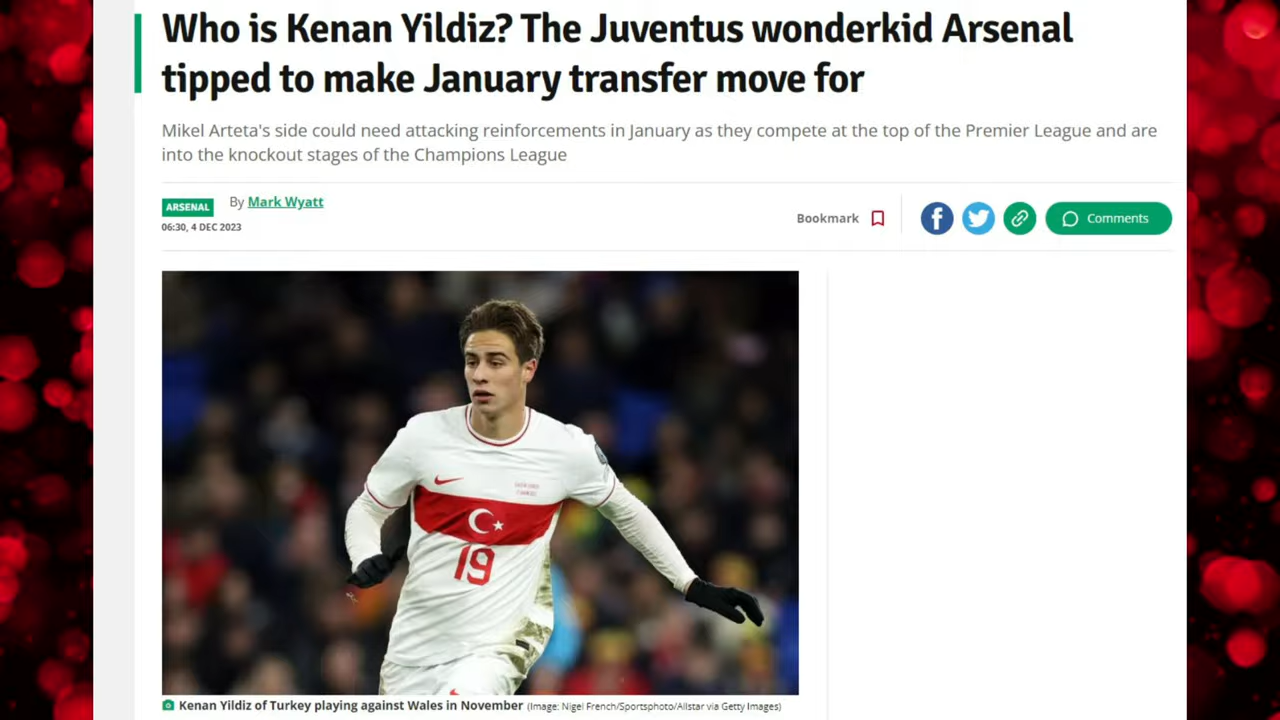 Who is Kenan Yildiz? The Juventus wonderkid Arsenal
tipped to make January transfer move for
Mikel Arteta's side could need attacking reinforcements in January as they compete at the top of the Premier League and are
into the knockout stages of the Champions League
ARSENAL
By Mark Wyatt
06:30, 4 DEC 2023
Bookmark
Comments
19
Kenan Yildiz of Turkey playing against Wales in November (Image: Nigel French/Sportsphoto/Allstar via Getty Images)